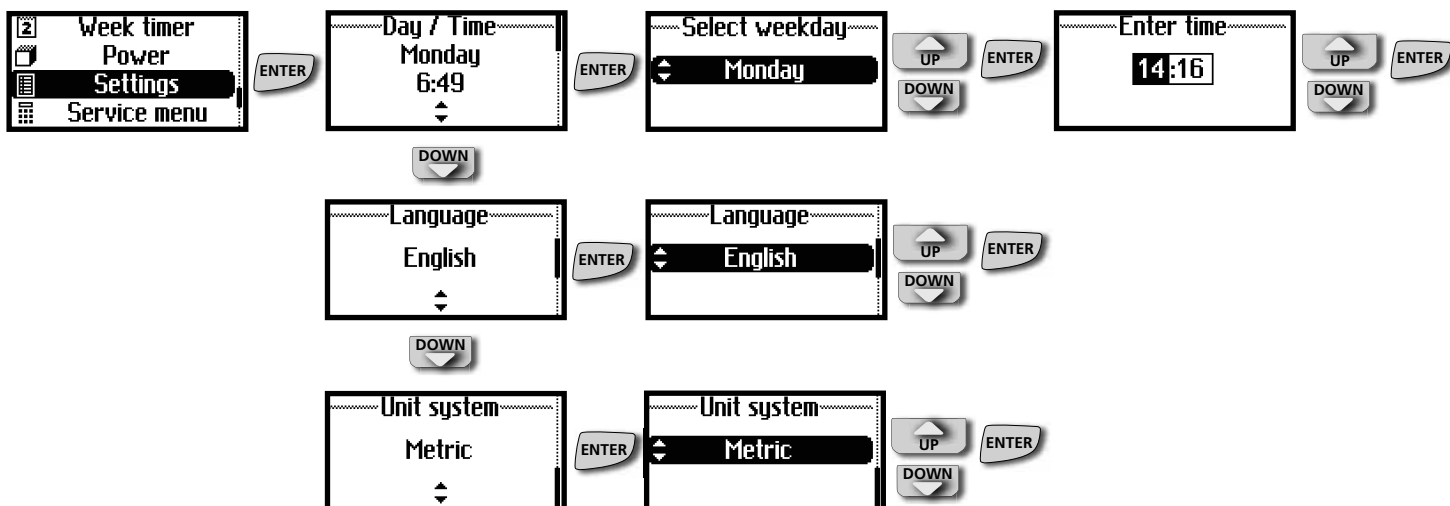 2 Week timer
Power
Settings
Service menu
ENTER
Day / Time
Monday
6:49
ENTER
Select weekday
Monday
UP
DOWN
ENTER
Enter time
14:16
UP
DOWN
ENTER
DOWN
Language
English
ENTER
Language
English
UP
DOWN
ENTER
DOWN
Unit system
Metric
ENTER
Unit system
Metric
UP
DOWN
ENTER